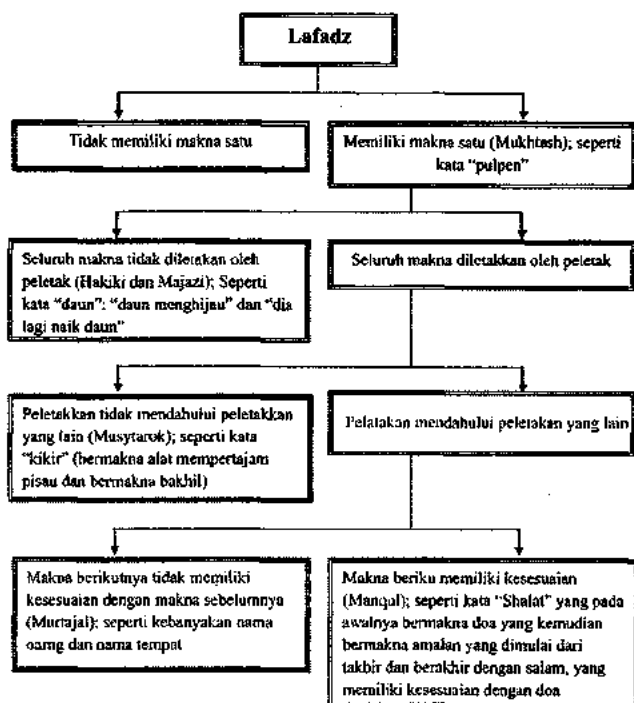 Lafadz
Tidak memiliki makna satu
Memiliki makna satu (Mukhtash); seperti
kata "pulpen"
Seluruh makna tidak diletakan oleh
peletak (Hakiki dan Majazi); Seperti
kata "daun": "daun menghijau" dan "dia
lagi naik daun"
Seluruh makna diletakkan oleh peletak
Peletakkan tidak mendahului peletakkan
yang lain (Musytarok); seperti kata
"kikir" (bermakna alat mempertajam
pisau dan bermakna bakhil)
Pelatakan mendahului peletakan yang lain
Makna berikutnya tidak memiliki
kesesuaian dengan makna sebelumnya
(Murtajal); seperti kebanyakan nama
oarng dan nama tempat
Makna beriku memiliki kesesuaian
(Manqul); seperti kata "Shalat" yang pada
awalnya bermakna doa yang kemudian
bermakna amalan yang dimulai dari
takbir dan berakhir dengan salam, yang
memiliki kesesuaian dengan doa